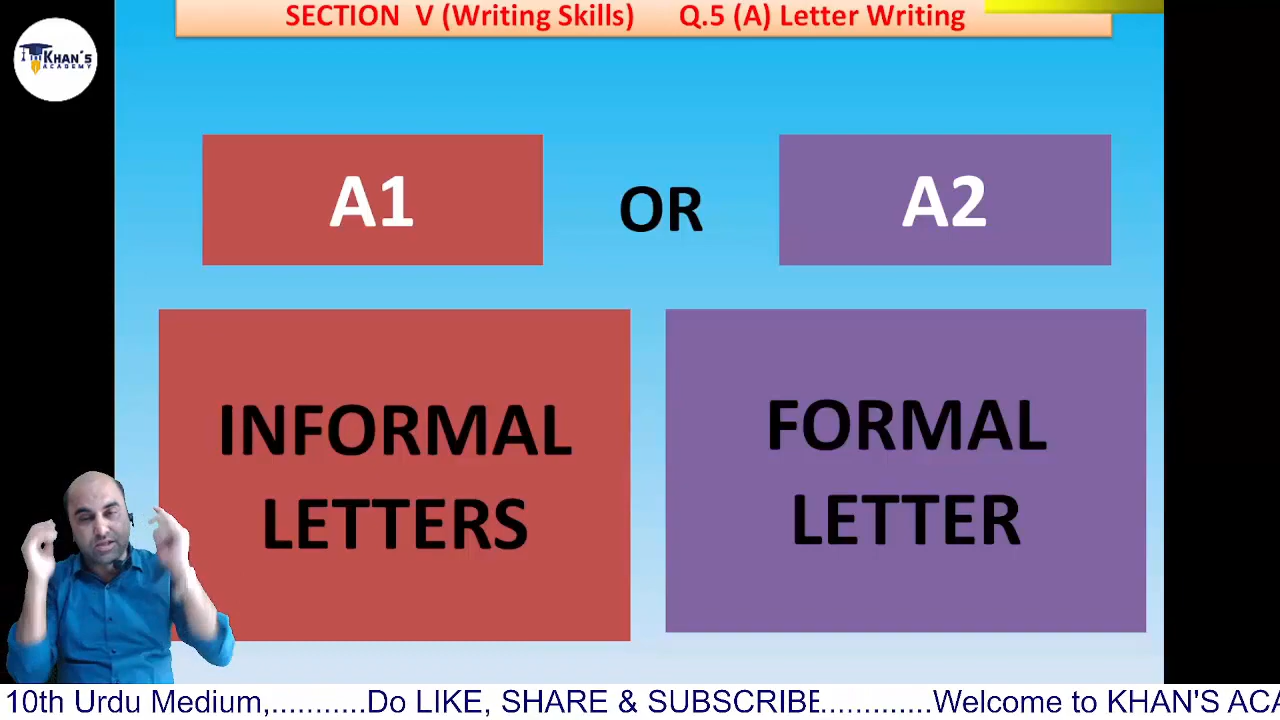 SECTION V (Writing Skills) Q.5 (A) Letter Writing
KHAN'S
ACADEMY
A1 OR A2
INFORMAL
LETTERS
FORMAL
LETTER
10th Urdu Medium,...........Do LIKE, SHARE & SUBSCRIBE.............Welcome to KHAN'S ACA